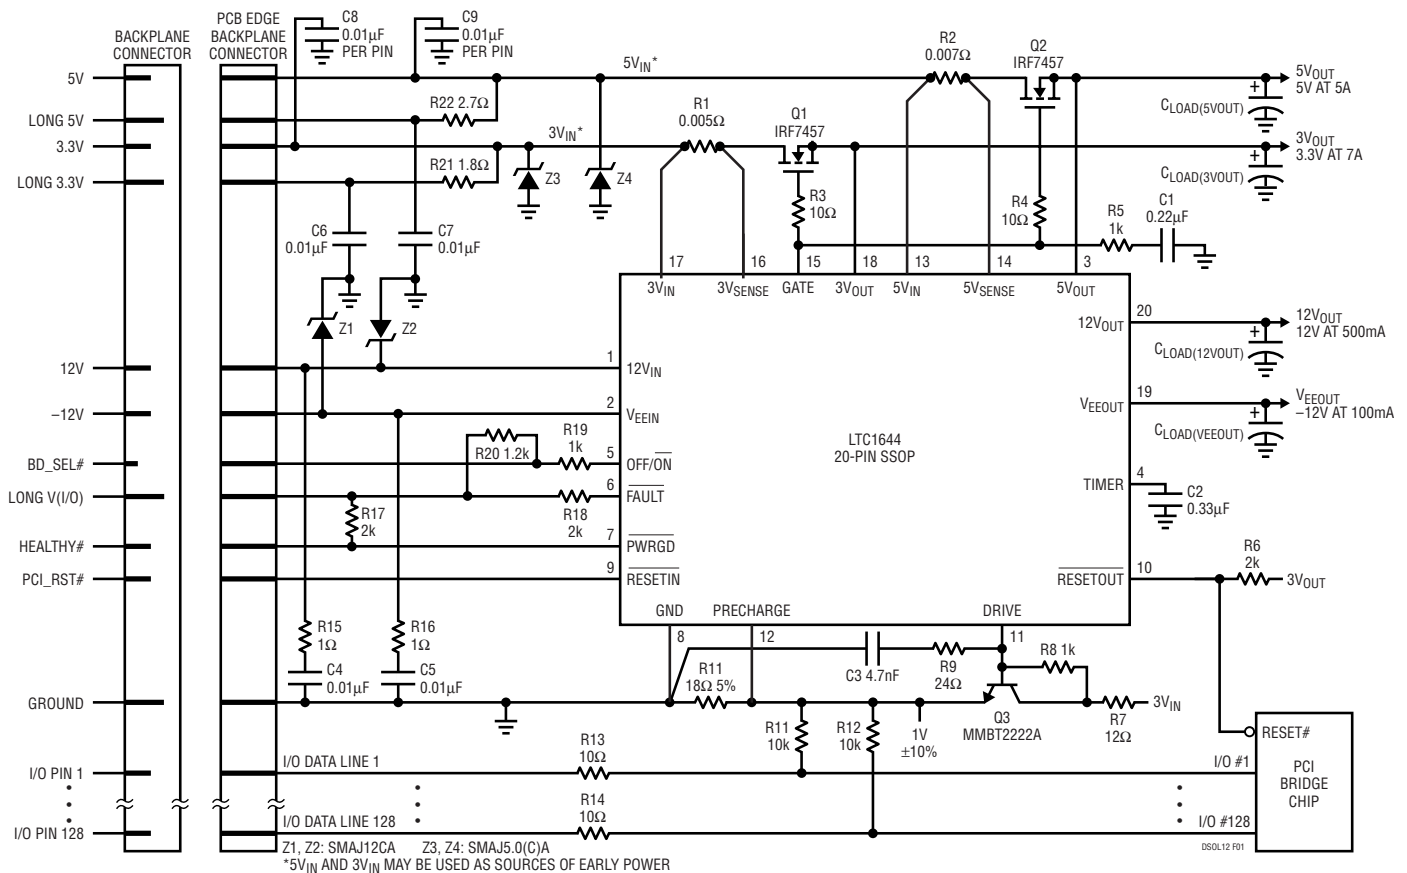 BACKPLANE
CONNECTOR
PCB EDGE
BACKPLANE
CONNECTOR
C8
0.01µF
PER PIN
C9
0.01µF
PER PIN
5V
LONG 5V
3.3V
LONG 3.3V
R22 2.7Ω
R21 1.8Ω
5VIN*
3VIN*
R1
0.005Ω
R2
0.007Ω
Q1
IRF7457
Q2
IRF7457
5VOUT
5V AT 5A
CLOAD(5VOUT)
3VOUT
3.3V AT 7A
CLOAD(3VOUT)
+
+
Z3
Z4
R3
10Ω
R4
10Ω
R5
1k
C1
0.22µF
C6
0.01µF
C7
0.01µF
Z1
Z2
17
16
15
18
13
14
3
3VIN
3VSENSE
GATE
3VOUT
5VIN
5VSENSE
5VOUT
12V
–12V
BD_SEL#
LONG V(I/O)
HEALTHY#
PCI_RST#
GROUND
I/O PIN 1
I/O PIN 128
1
12VIN
2
VEEIN
R19
1k
R20 1.2k
5
OFF/ON
6
FAULT
R18
2k
R17
2k
7
PWRGD
9
RESETIN
LTC1644
20-PIN SSOP
20
12VOUT
12VOUT
12V AT 500mA
CLOAD(12VOUT)
+
19
VEEOUT
VEEOUT
–12V AT 100mA
CLOAD(VEEOUT)
+
4
TIMER
C2
0.33µF
10
RESETOUT
R6
2k
3VOUT
GND
PRECHARGE
DRIVE
8
12
11
R15
1Ω
R16
1Ω
C4
0.01µF
C5
0.01µF
R11
18Ω 5%
C3 4.7nF
R9
24Ω
R8 1k
Q3
MMBT2222A
R7
12Ω
3VIN
R11
10k
R12
10k
1V
±10%
R13
10Ω
R14
10Ω
I/O DATA LINE 1
I/O DATA LINE 128
RESET#
I/O #1
I/O #128
PCI
BRIDGE
CHIP
Z1, Z2: SMAJ12CA Z3, Z4: SMAJ5.0(C)A
*5VIN AND 3VIN MAY BE USED AS SOURCES OF EARLY POWER
DSOL12 F01